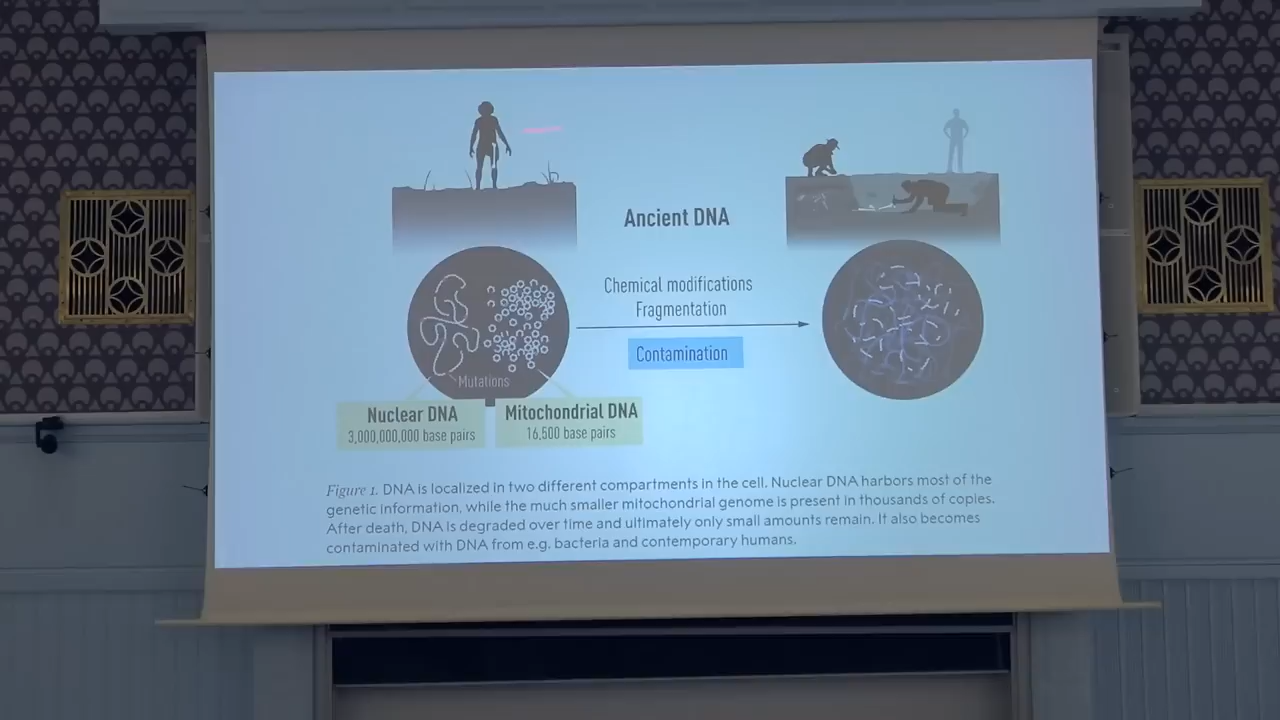 Ancient DNA
Chemical modifications
Fragmentation
Contamination
Mutations
Nuclear DNA
3,000,000,000 base pairs
Mitochondrial DNA
16,500 base pairs
Figure 1. DNA is localized in two different compartments in the cell. Nuclear DNA harbors most of the
genetic information, while the much smaller mitochondrial genome is present in thousands of copies.
After death, DNA is degraded over time and ultimately only small amounts remain. It also becomes
contaminated with DNA from e.g. bacteria and contemporary humans.